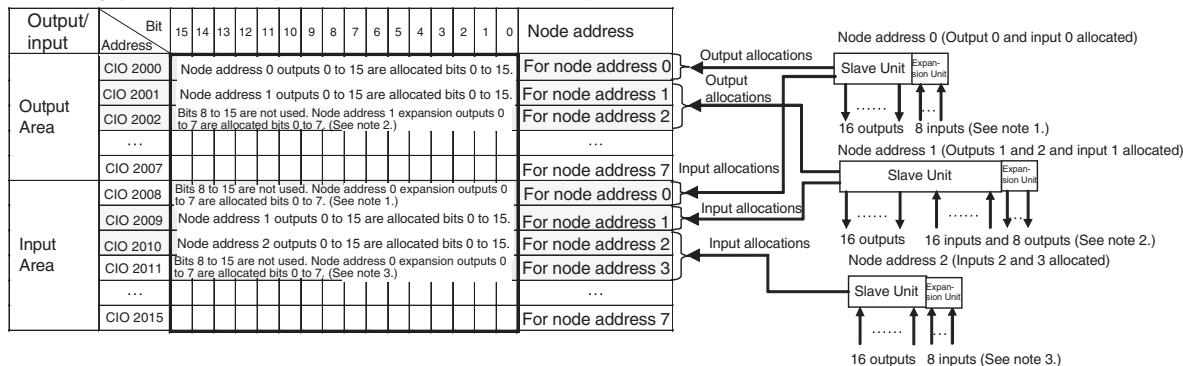 Output/ input
Bit
Address
15 14 13 12 11 10 9 8 7 6 5 4 3 2 1 0
Node address
Output Area
CIO 2000
Node address 0 outputs 0 to 15 are allocated bits 0 to 15.
For node address 0
CIO 2001
Node address 1 outputs 0 to 15 are allocated bits 0 to 15.
For node address 1
CIO 2002
Bits 8 to 15 are not used. Node address 1 expansion outputs 0
to 7 are allocated bits 0 to 7. (See note 2.)
For node address 2
...
...
CIO 2007
For node address 7
Input Area
CIO 2008
Bits 8 to 15 are not used. Node address 0 expansion outputs 0
to 7 are allocated bits 0 to 7. (See note 1.)
For node address 0
CIO 2009
Node address 1 outputs 0 to 15 are allocated bits 0 to 15.
For node address 1
CIO 2010
Node address 2 outputs 0 to 15 are allocated bits 0 to 15.
For node address 2
CIO 2011
Bits 8 to 15 are not used. Node address 0 expansion outputs 0
to 7 are allocated bits 0 to 7. (See note 3.)
For node address 3
...
...
CIO 2015
For node address 7
Output allocations
Output
allocations
Input allocations
Input allocations
Input allocations
Node address 0 (Output 0 and input 0 allocated)
Slave Unit
Expan-
sion Unit
......
...
16 outputs
8 inputs (See note 1.)
Node address 1 (Outputs 1 and 2 and input 1 allocated)
Slave Unit
Expan-
sion Unit
......
......
...
16 outputs
16 inputs and 8 outputs (See note 2.)
Node address 2 (Inputs 2 and 3 allocated)
Slave Unit
Expan-
sion Unit
......
...
16 outputs
8 inputs (See note 3.)